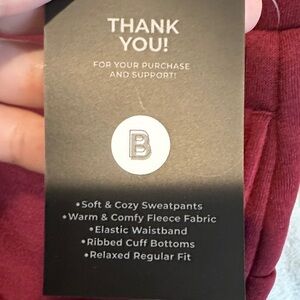 THANK
YOU!
FOR YOUR PURCHASE
AND SUPPORT!
B
•Soft & Cozy Sweatpants
•Warm & Comfy Fleece Fabric
•Elastic Waistband
•Ribbed Cuff Bottoms
•Relaxed Regular Fit